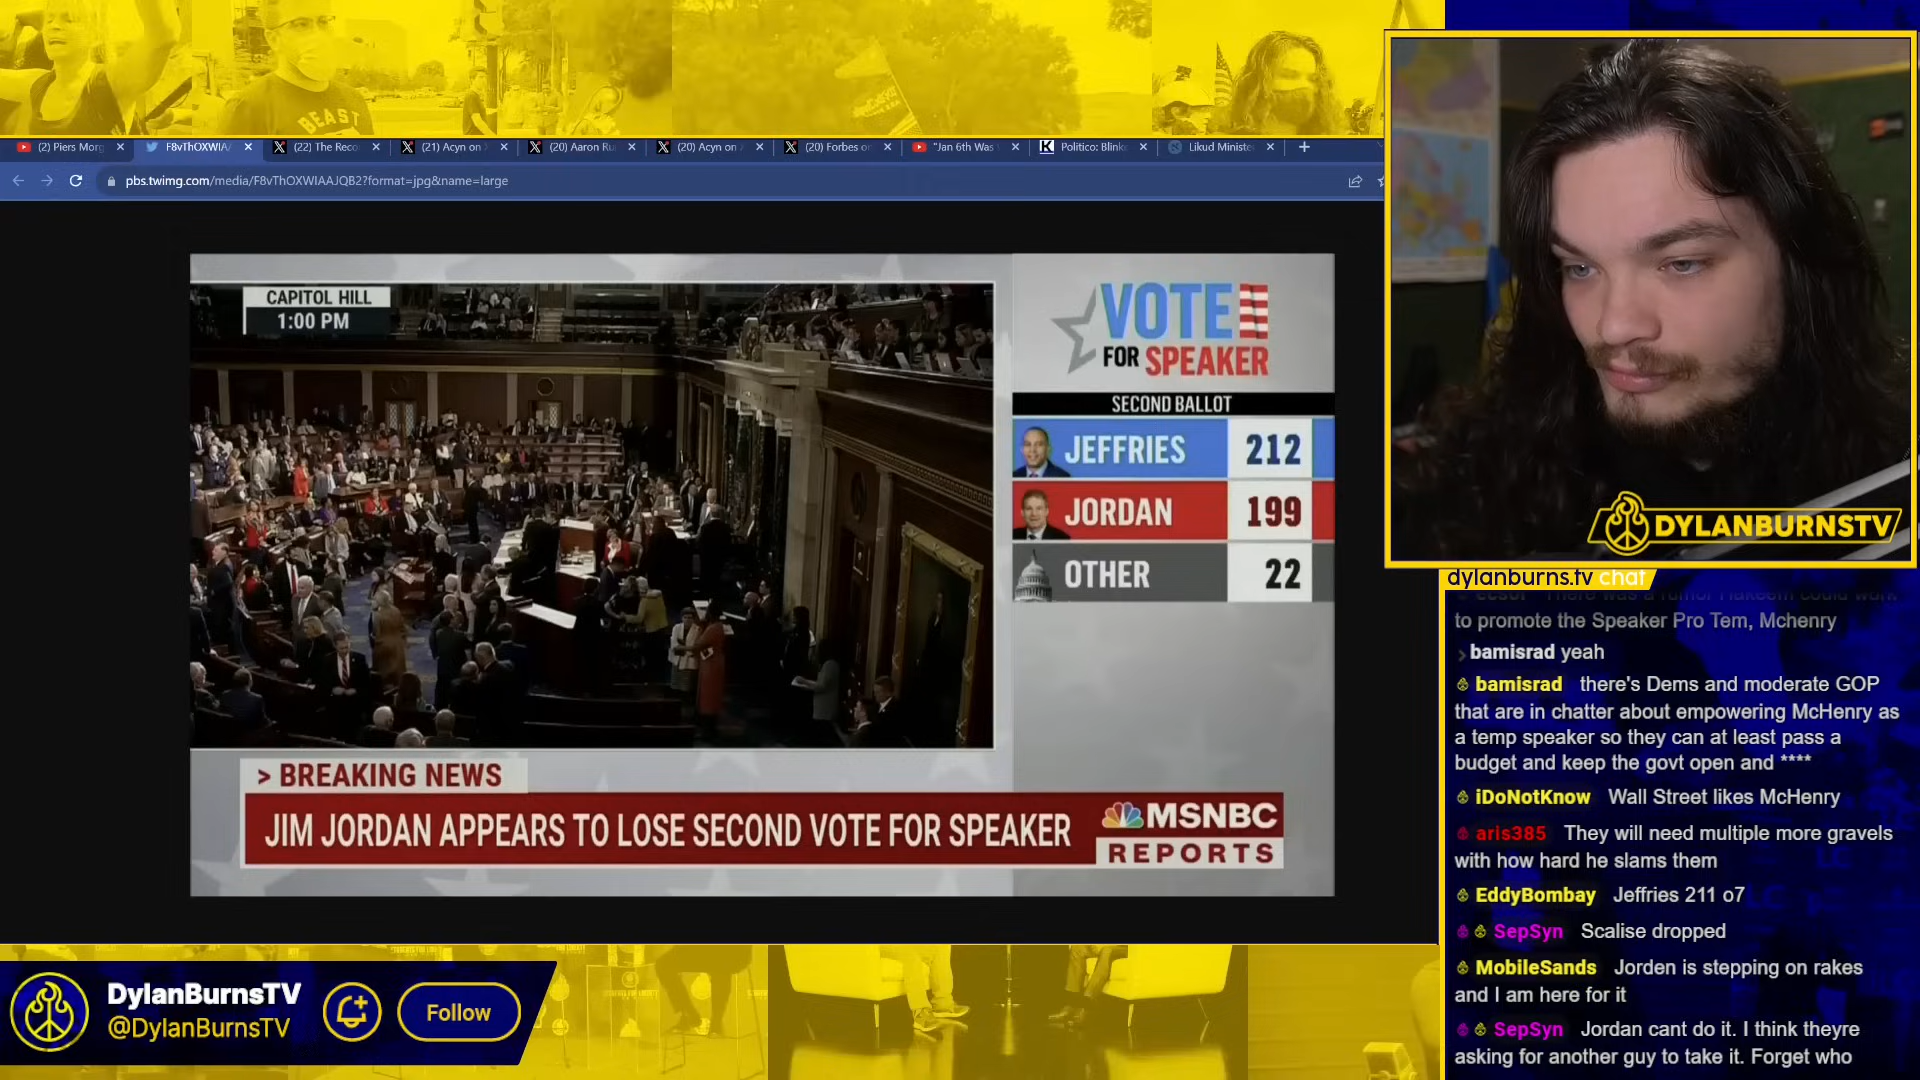 BEAST
(2) Piers Morg
F8vThOXWIA
(22) The Reco
(21) Acyn on
(20) Aaron Ru
(20) Acyn on
(20) Forbes on
"Jan 6th Was
Politico: Blink
Likud Ministe
pbs.twimg.com/media/F8vThOXWIAAJQB2?format=jpg&name=large
CAPITOL HILL
1:00 PM
VOTE
FOR SPEAKER
SECOND BALLOT
JEFFRIES 212
JORDAN 199
OTHER 22
> BREAKING NEWS
JIM JORDAN APPEARS TO LOSE SECOND VOTE FOR SPEAKER
MSNBC
REPORTS
DYLANBURNSTV
dylanburns.tv chat
There was a rumor Hakeem could work
to promote the Speaker Pro Tem, Mchenry
bamisrad yeah
bamisrad there's Dems and moderate GOP
that are in chatter about empowering McHenry as
a temp speaker so they can at least pass a
budget and keep the govt open and ****
iDoNotKnow Wall Street likes McHenry
aris385 They will need multiple more gravels
with how hard he slams them
EddyBombay Jeffries 211 o7
SepSyn Scalise dropped
MobileSands Jorden is stepping on rakes
and I am here for it
SepSyn Jordan cant do it. I think theyre
asking for another guy to take it. Forget who
DylanBurnsTV
@DylanBurnsTV
Follow